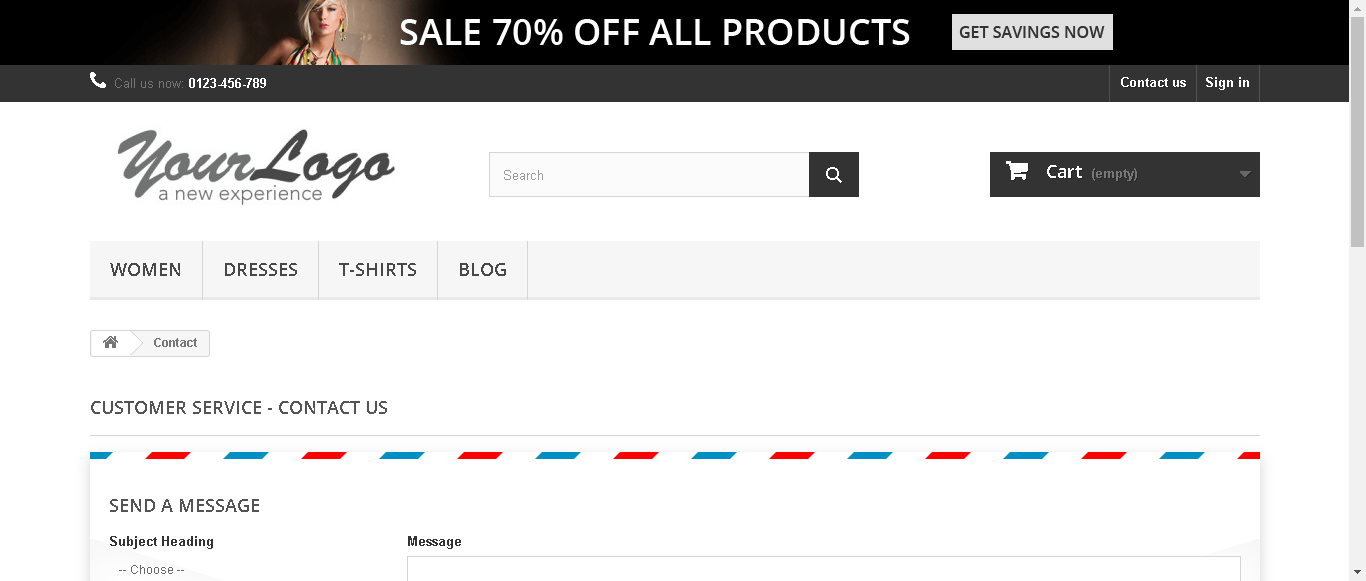 SALE 70% OFF ALL PRODUCTS GET SAVINGS NOW
Call us now: 0123-456-789 Contact us Sign in
YourLogo
a new experience
Search Cart (empty)
WOMEN DRESSES T-SHIRTS BLOG
Contact
CUSTOMER SERVICE - CONTACT US
SEND A MESSAGE
Subject Heading Message
-- Choose --